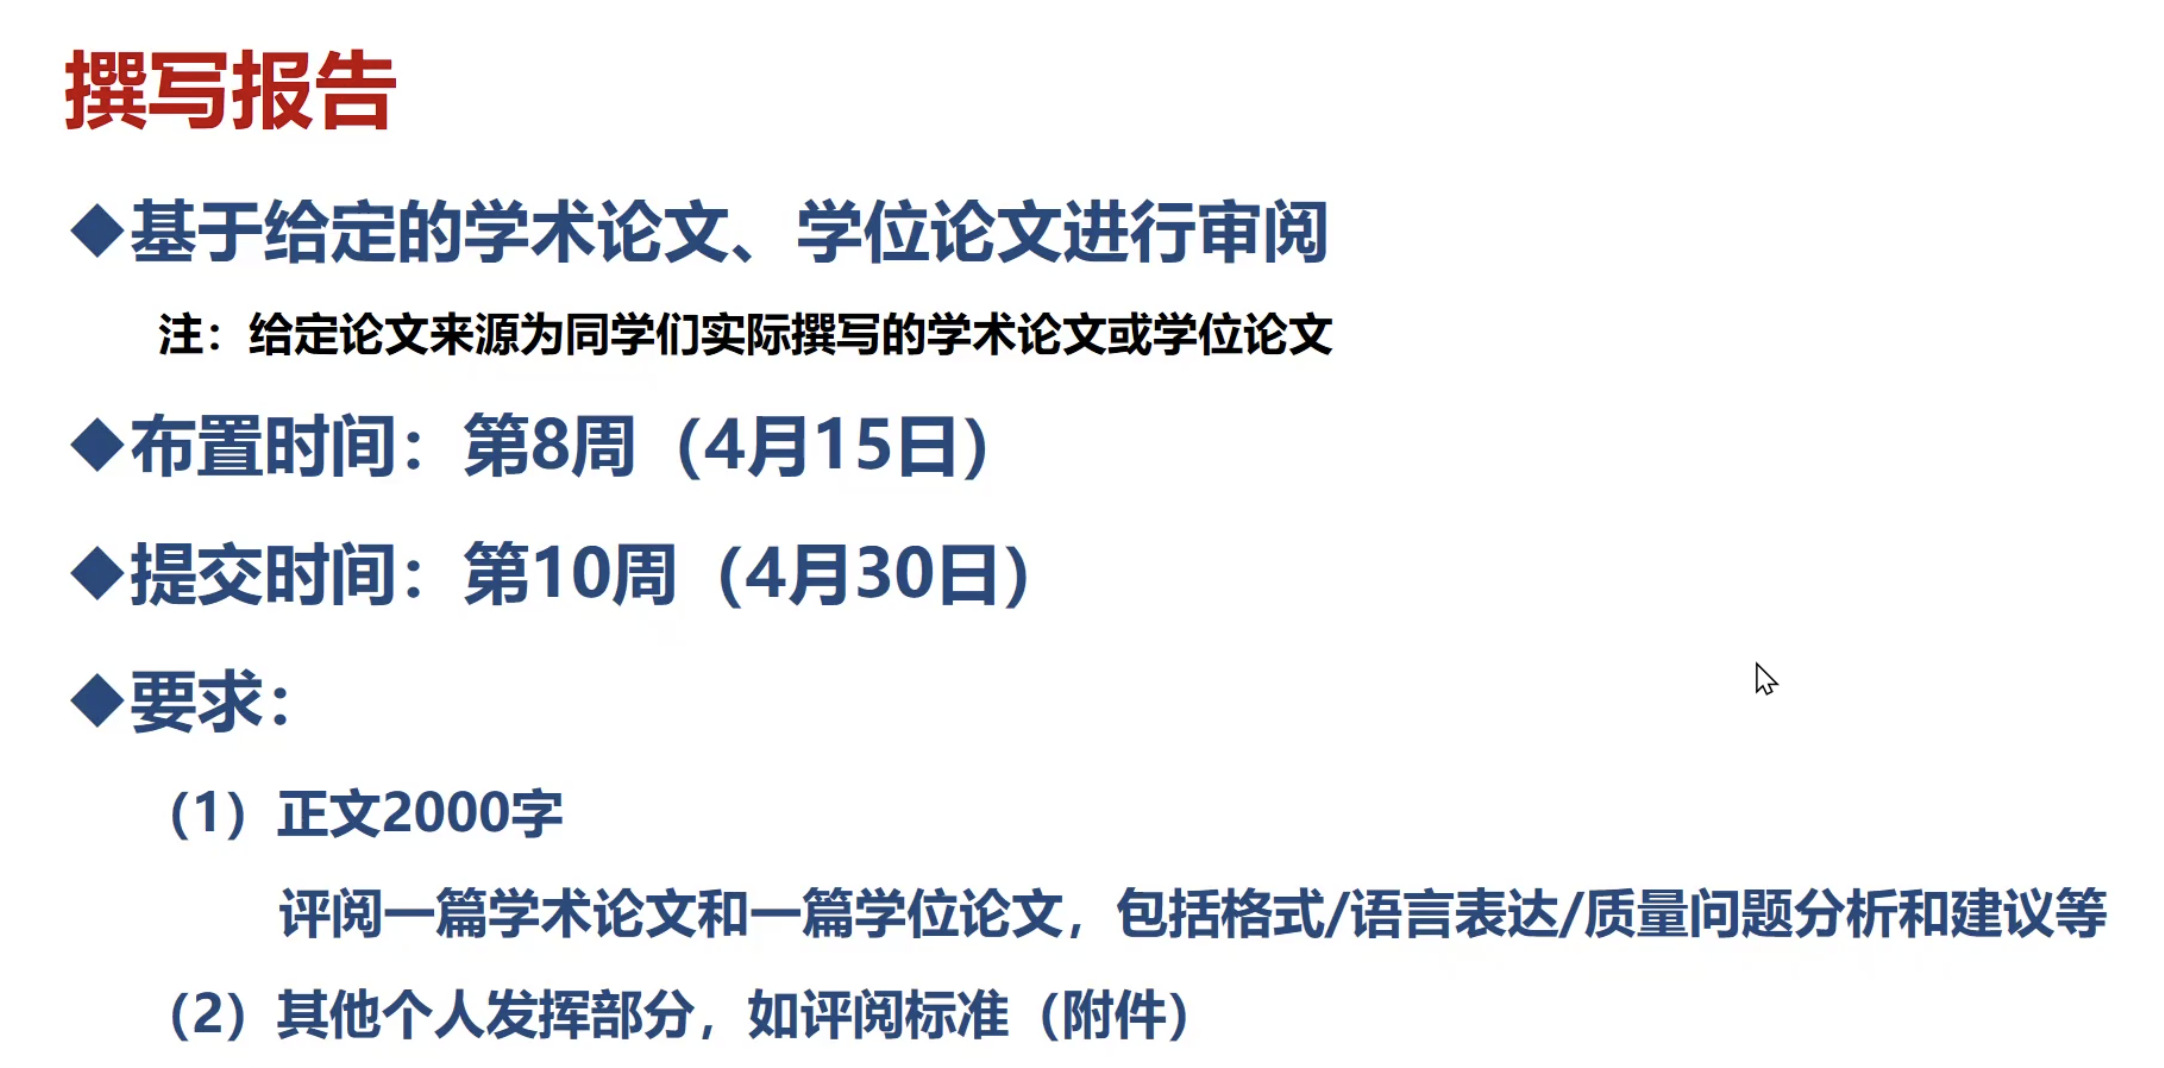 撰写报告
◆基于给定的学术论文、学位论文进行审阅
注：给定论文来源为同学们实际撰写的学术论文或学位论文
◆布置时间：第8周（4月15日）
◆提交时间：第10周（4月30日）
◆要求：
（1）正文2000字
评阅一篇学术论文和一篇学位论文，包括格式/语言表达/质量问题分析和建议等
（2）其他个人发挥部分，如评阅标准（附件）